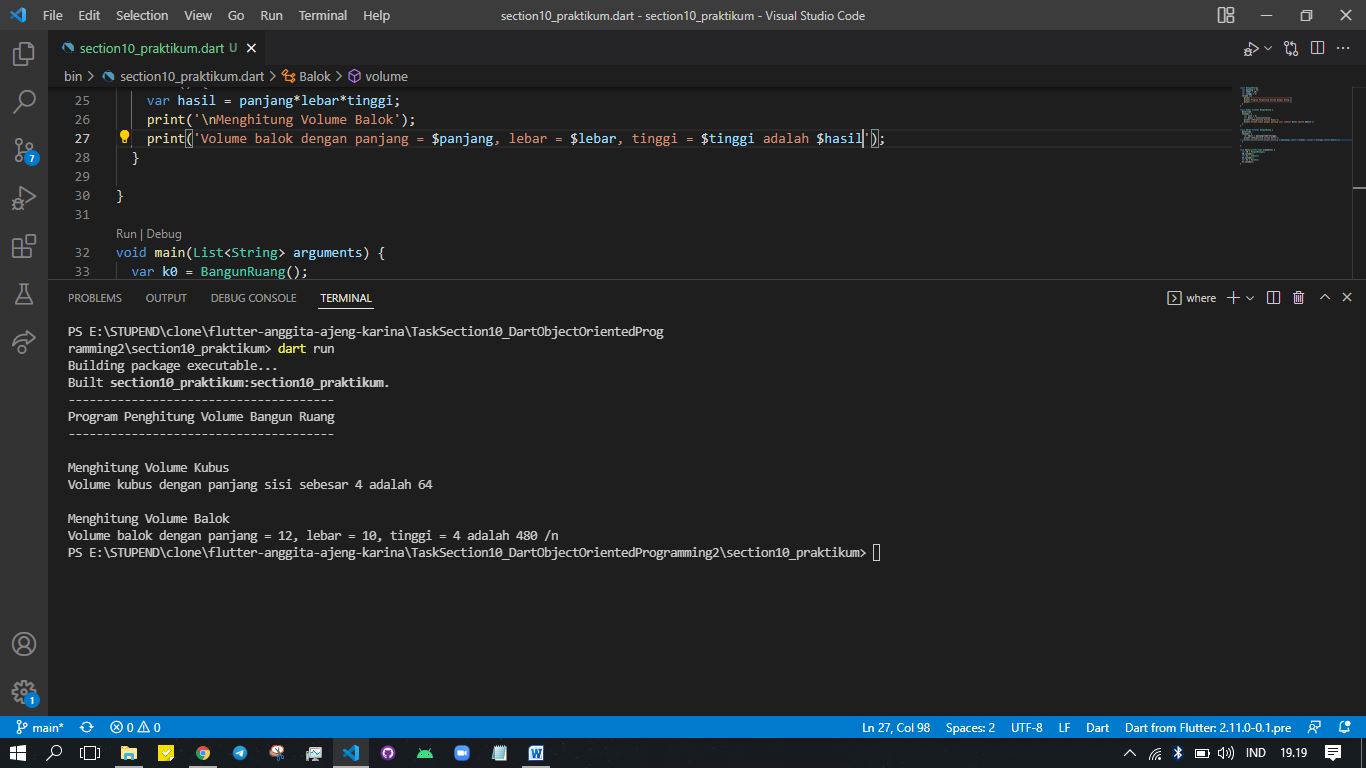 File Edit Selection View Go Run Terminal Help section10_praktikum.dart - section10_praktikum - Visual Studio Code
section10_praktikum.dart U
bin > section10_praktikum.dart > Balok > volume
25 var hasil = panjang*lebar*tinggi;
26 print('\nMenghitung Volume Balok');
27 print('Volume balok dengan panjang = $panjang, lebar = $lebar, tinggi = $tinggi adalah $hasil');
28 }
29
30 }
31
Run | Debug
32 void main(List<String> arguments) {
33 var k0 = BangunRuang();
PROBLEMS OUTPUT DEBUG CONSOLE TERMINAL where
PS E:\STUPEND\clone\flutter-anggita-ajeng-karina\TaskSection10_DartObjectOrientedProg
ramming2\section10_praktikum> dart run
Building package executable...
Built section10_praktikum:section10_praktikum.
--------------------------------------
Program Penghitung Volume Bangun Ruang
--------------------------------------
Menghitung Volume Kubus
Volume kubus dengan panjang sisi sebesar 4 adalah 64
Menghitung Volume Balok
Volume balok dengan panjang = 12, lebar = 10, tinggi = 4 adalah 480 /n
PS E:\STUPEND\clone\flutter-anggita-ajeng-karina\TaskSection10_DartObjectOrientedProgramming2\section10_praktikum>
7
1
main* 0 0 Ln 27, Col 98 Spaces: 2 UTF-8 LF Dart Dart from Flutter: 2.11.0-0.1.pre
IND 19.19